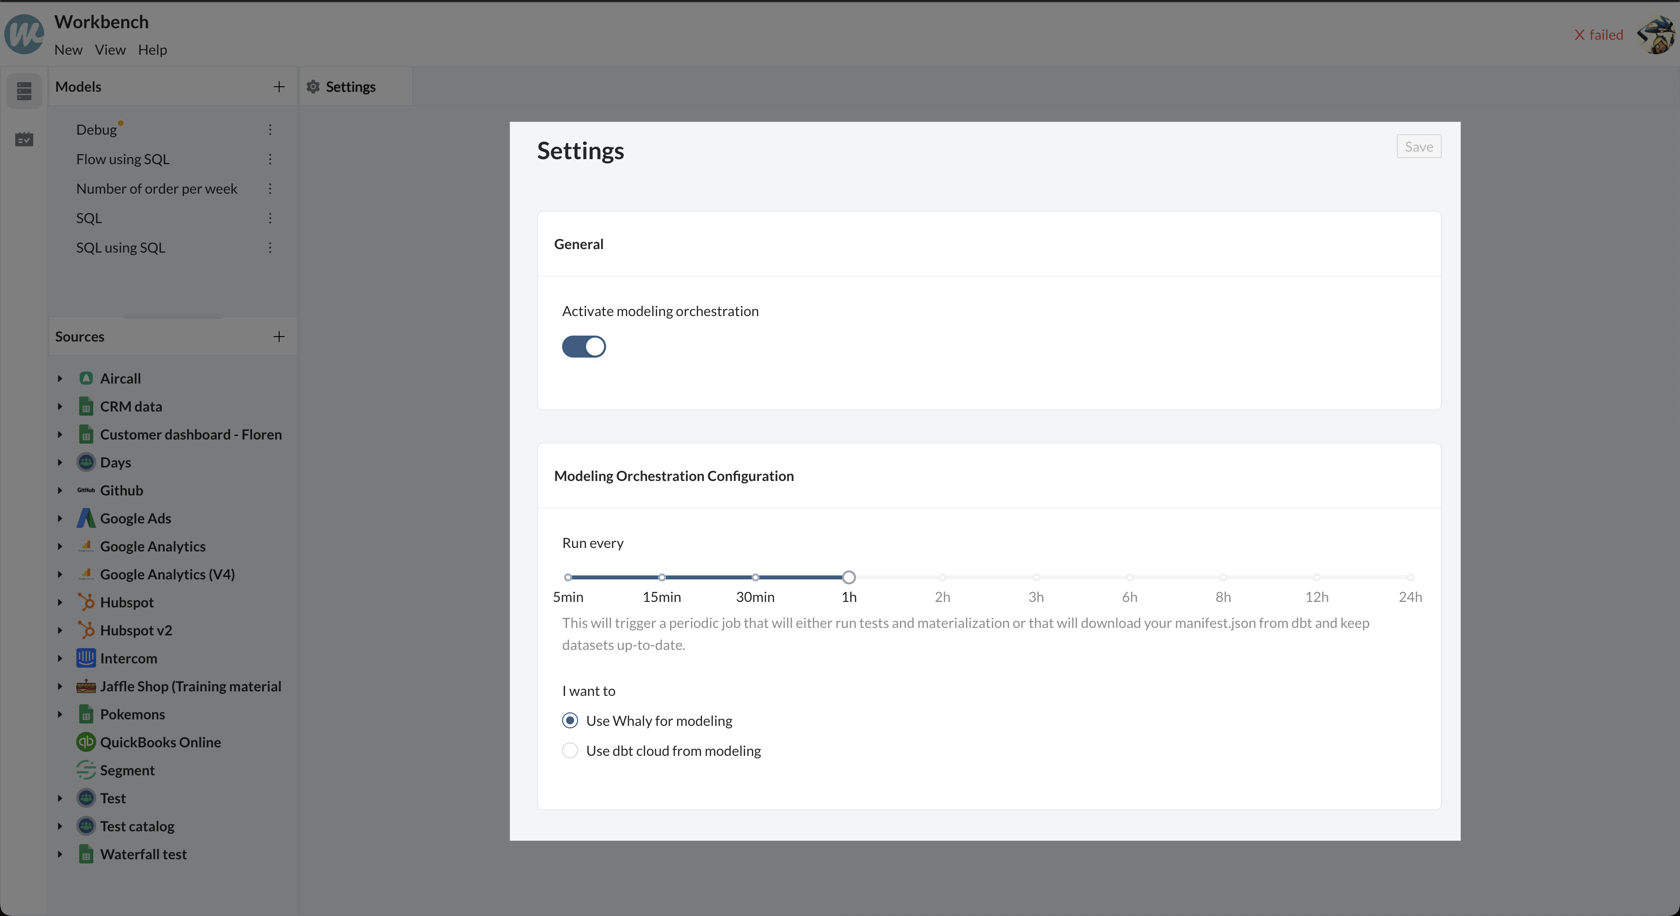 Workbench
New View Help
X failed
Models +
Settings
Debug
Flow using SQL
Number of order per week
SQL
SQL using SQL
Sources +
Aircall
CRM data
Customer dashboard - Floren
Days
GitHub Github
Google Ads
Google Analytics
Google Analytics (V4)
Hubspot
Hubspot v2
Intercom
Jaffle Shop (Training material
Pokemons
qb QuickBooks Online
Segment
Test
Test catalog
Waterfall test
Settings
Save
General
Activate modeling orchestration
Modeling Orchestration Configuration
Run every
5min 15min 30min 1h 2h 3h 6h 8h 12h 24h
This will trigger a periodic job that will either run tests and materialization or that will download your manifest.json from dbt and keep
datasets up-to-date.
I want to
Use Whaly for modeling
Use dbt cloud from modeling